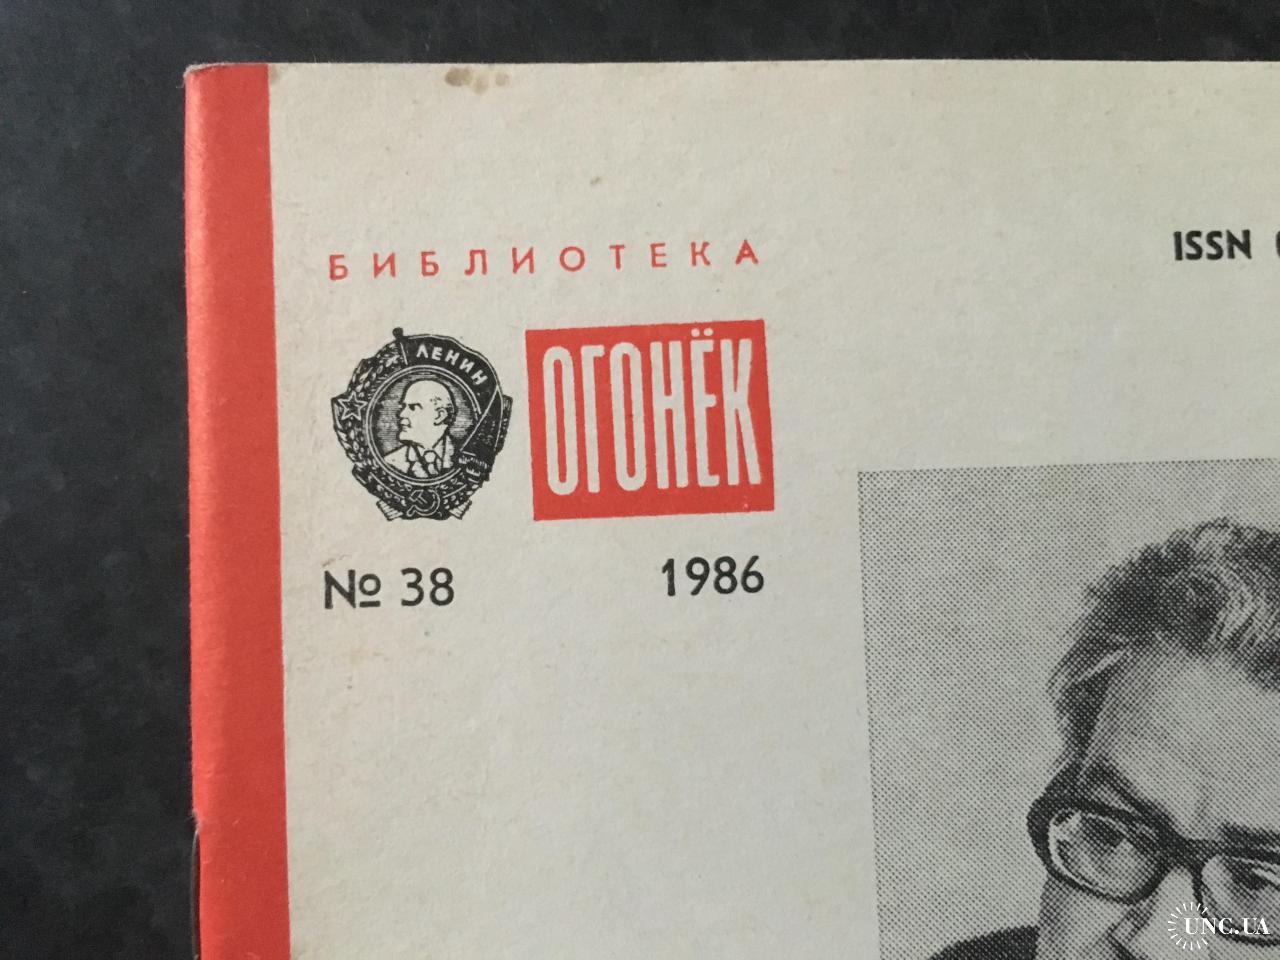 БИБЛИОТЕКА
ISSN
ЛЕНИН
ОГОНЁК
№ 38
1986
UNC.UA